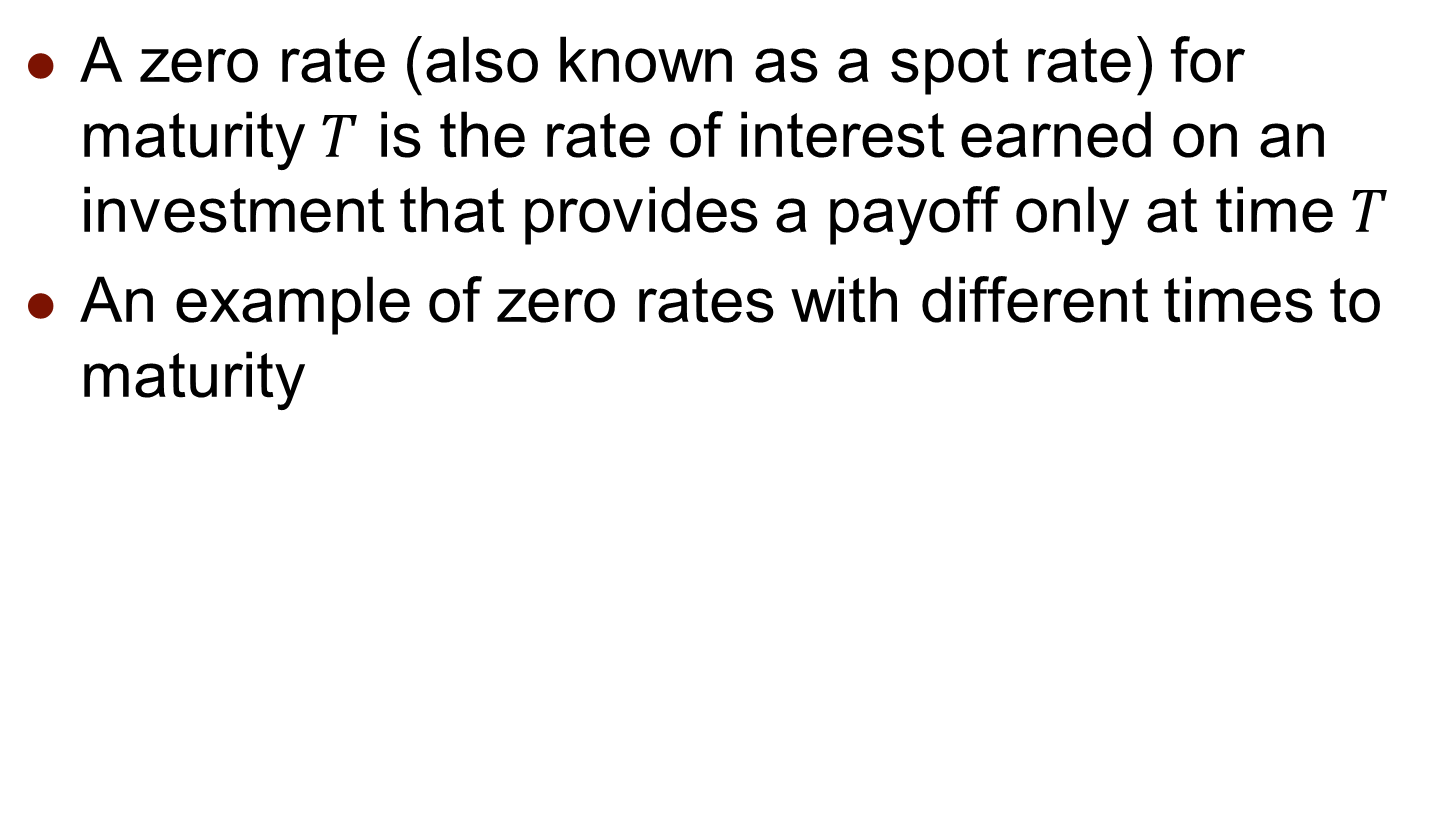 ● A zero rate (also known as a spot rate) for
maturity T is the rate of interest earned on an
investment that provides a payoff only at time T
● An example of zero rates with different times to
maturity